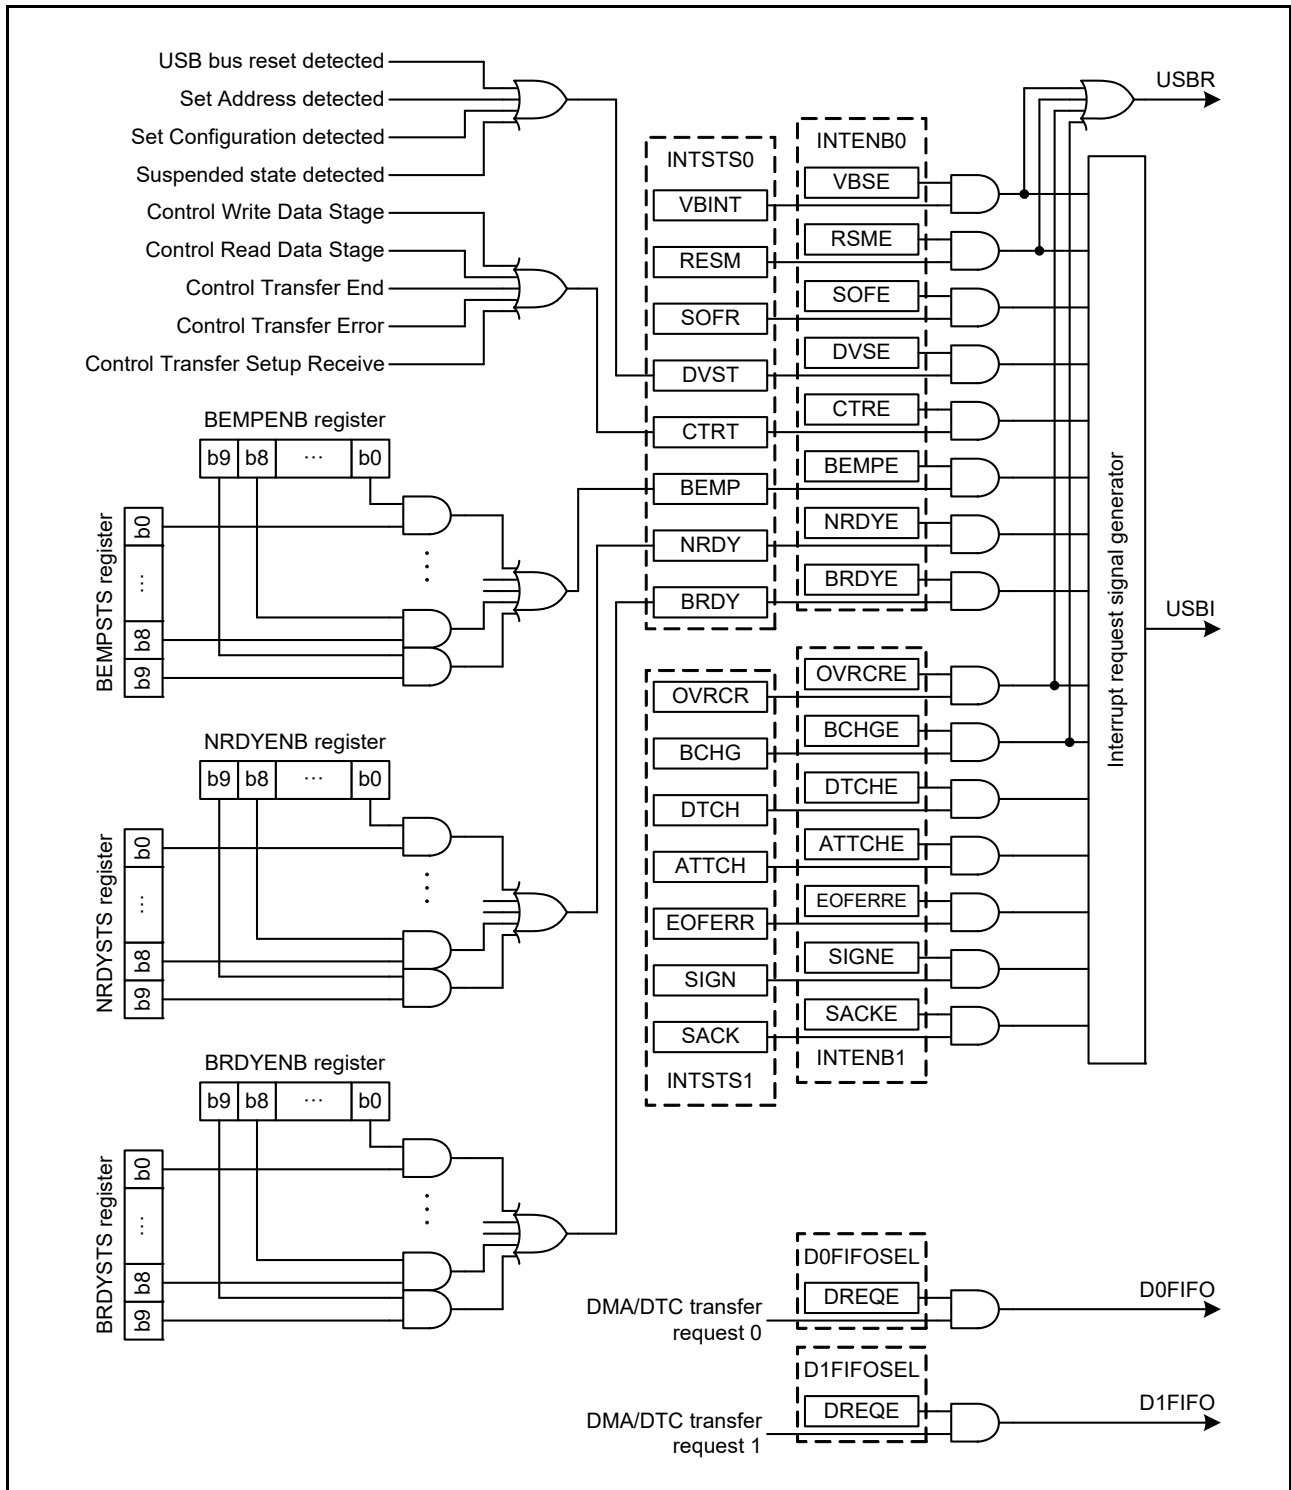 USB bus reset detected
Set Address detected
Set Configuration detected
Suspended state detected
Control Write Data Stage
Control Read Data Stage
Control Transfer End
Control Transfer Error
Control Transfer Setup Receive
BEMPENB register
b9 b8 ... b0
BEMPSTS register
b0
...
b8
b9
NRDYENB register
b9 b8 ... b0
NRDYSTS register
b0
...
b8
b9
BRDYENB register
b9 b8 ... b0
BRDYSTS register
b0
...
b8
b9
INTSTS0
VBINT
RESM
SOFR
DVST
CTRT
BEMP
NRDY
BRDY
INTENB0
VBSE
RSME
SOFE
DVSE
CTRE
BEMPE
NRDYE
BRDYE
OVRCR
BCHG
DTCH
ATTCH
EOFERR
SIGN
SACK
INTSTS1
OVRCRE
BCHGE
DTCHE
ATTCHE
EOFERRE
SIGNE
SACKE
INTENB1
Interrupt request signal generator
USBR
USBI
D0FIFOSEL
DREQE
DMA/DTC transfer
request 0
D0FIFO
D1FIFOSEL
DREQE
DMA/DTC transfer
request 1
D1FIFO